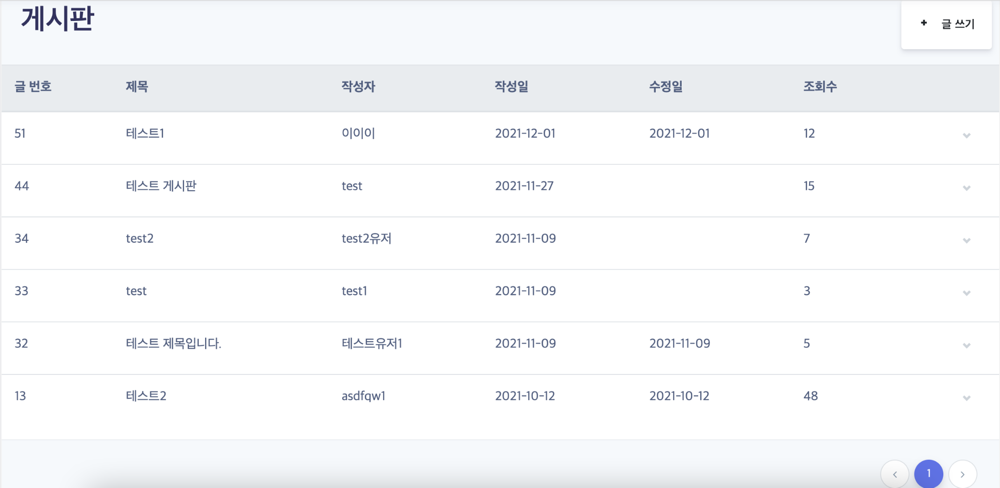 게시판
+ 글 쓰기
글 번호 제목 작성자 작성일 수정일 조회수
51 테스트1 이이이 2021-12-01 2021-12-01 12
44 테스트 게시판 test 2021-11-27 15
34 test2 test2유저 2021-11-09 7
33 test test1 2021-11-09 3
32 테스트 제목입니다. 테스트유저1 2021-11-09 2021-11-09 5
13 테스트2 asdfqw1 2021-10-12 2021-10-12 48
1